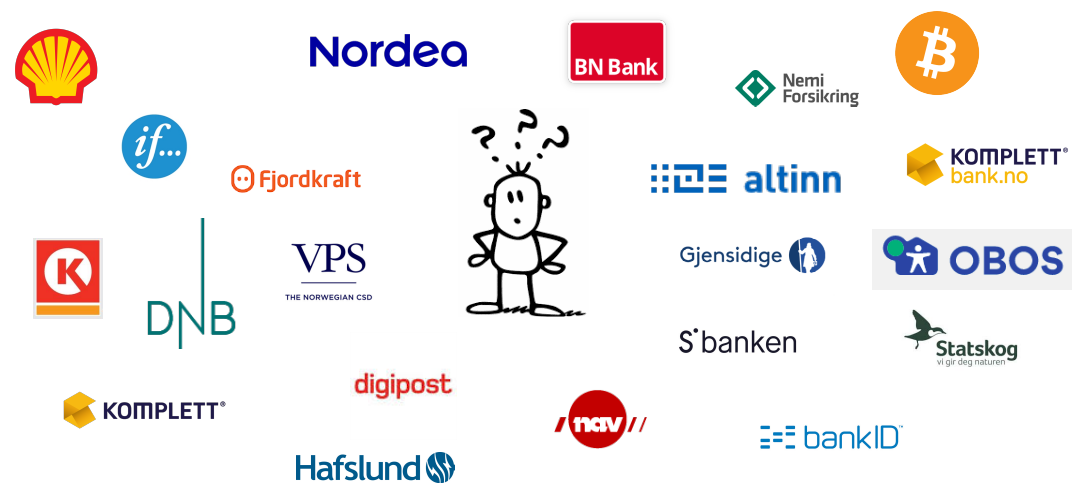 Nordea
BN Bank
Nemi
Forsikring
if...
Fjordkraft
? ? ?
altinn
KOMPLETT®
bank.no
K
DNB
VPS
THE NORWEGIAN CSD
Gjensidige
OBOS
S'banken
Statskog
vi gir deg naturen
KOMPLETT®
digipost
/nav//
bankID™
Hafslund